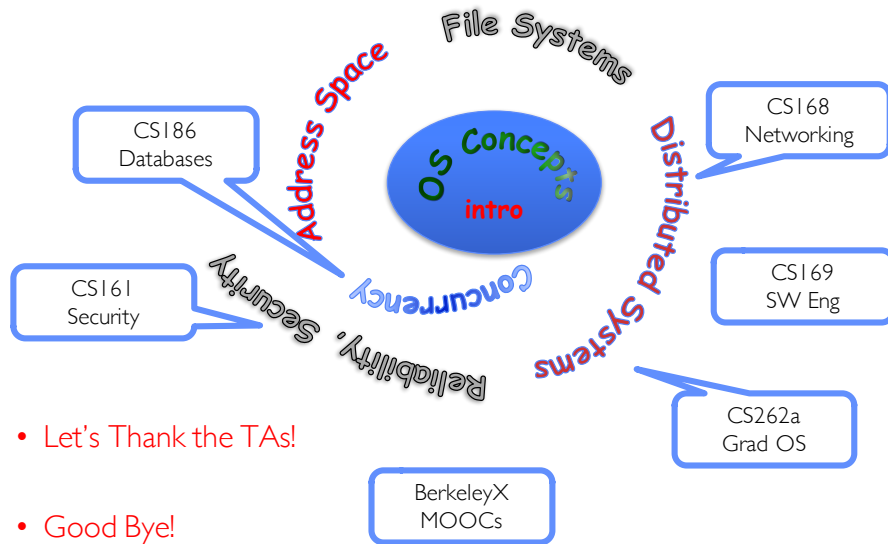 File Systems
Address Space
CS186
Databases
CS168
Networking
OS Concepts
intro
Distributed Systems
CS161
Security
Reliability, Security
Concurrency
CS169
SW Eng
CS262a
Grad OS
• Let's Thank the TAs!
BerkeleyX
MOOCs
• Good Bye!